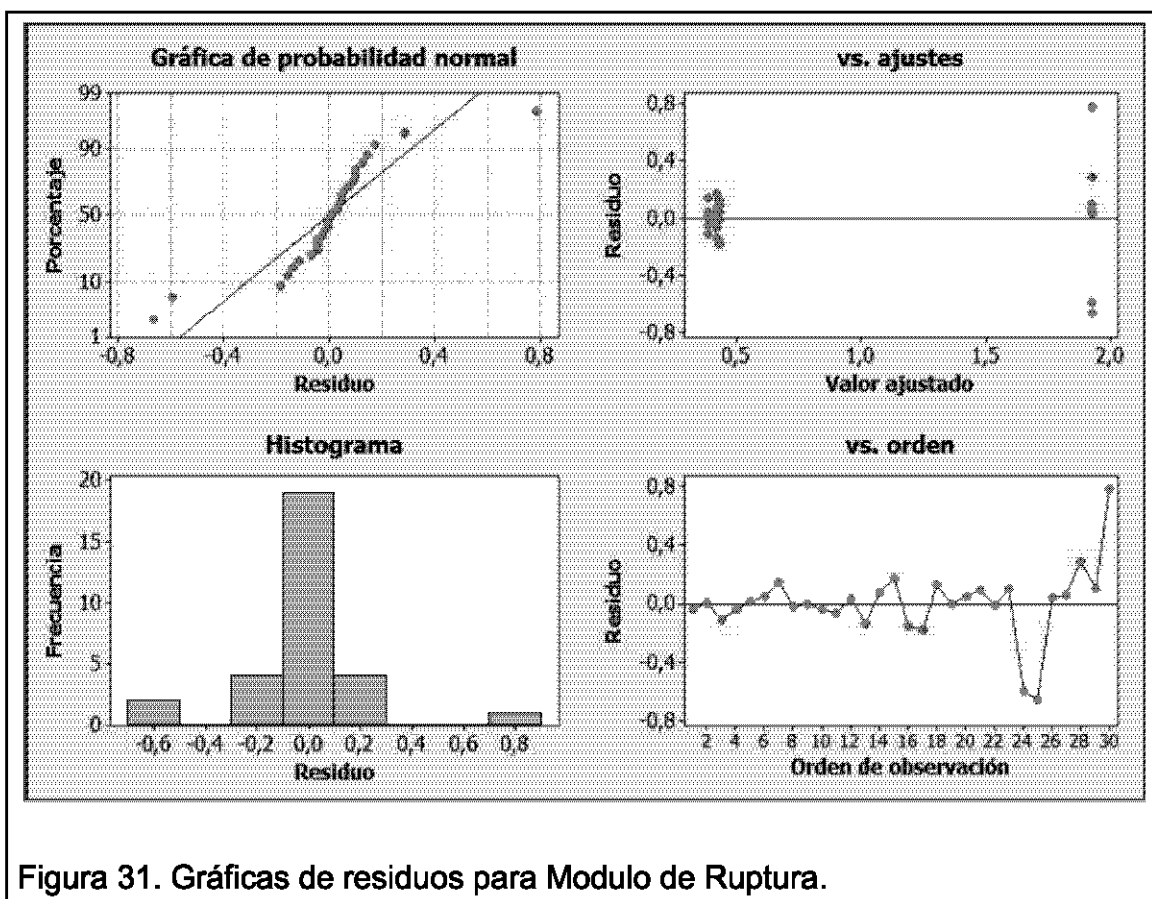 Gráfica de probabilidad normal
99
90
50
10
1
Porcentaje
-0,8 -0,4 0,0 0,4 0,8
Residuo
vs. ajustes
0,8
0,4
0,0
-0,4
-0,8
Residuo
0,5 1,0 1,5 2,0
Valor ajustado
Histograma
20
15
10
5
0
Frecuencia
-0,6 -0,4 -0,2 0,0 0,2 0,4 0,6 0,8
Residuo
vs. orden
0,8
0,4
0,0
-0,4
-0,8
Residuo
2 4 6 8 10 12 14 16 18 20 22 24 26 28 30
Orden de observación
Figura 31. Gráficas de residuos para Modulo de Ruptura.